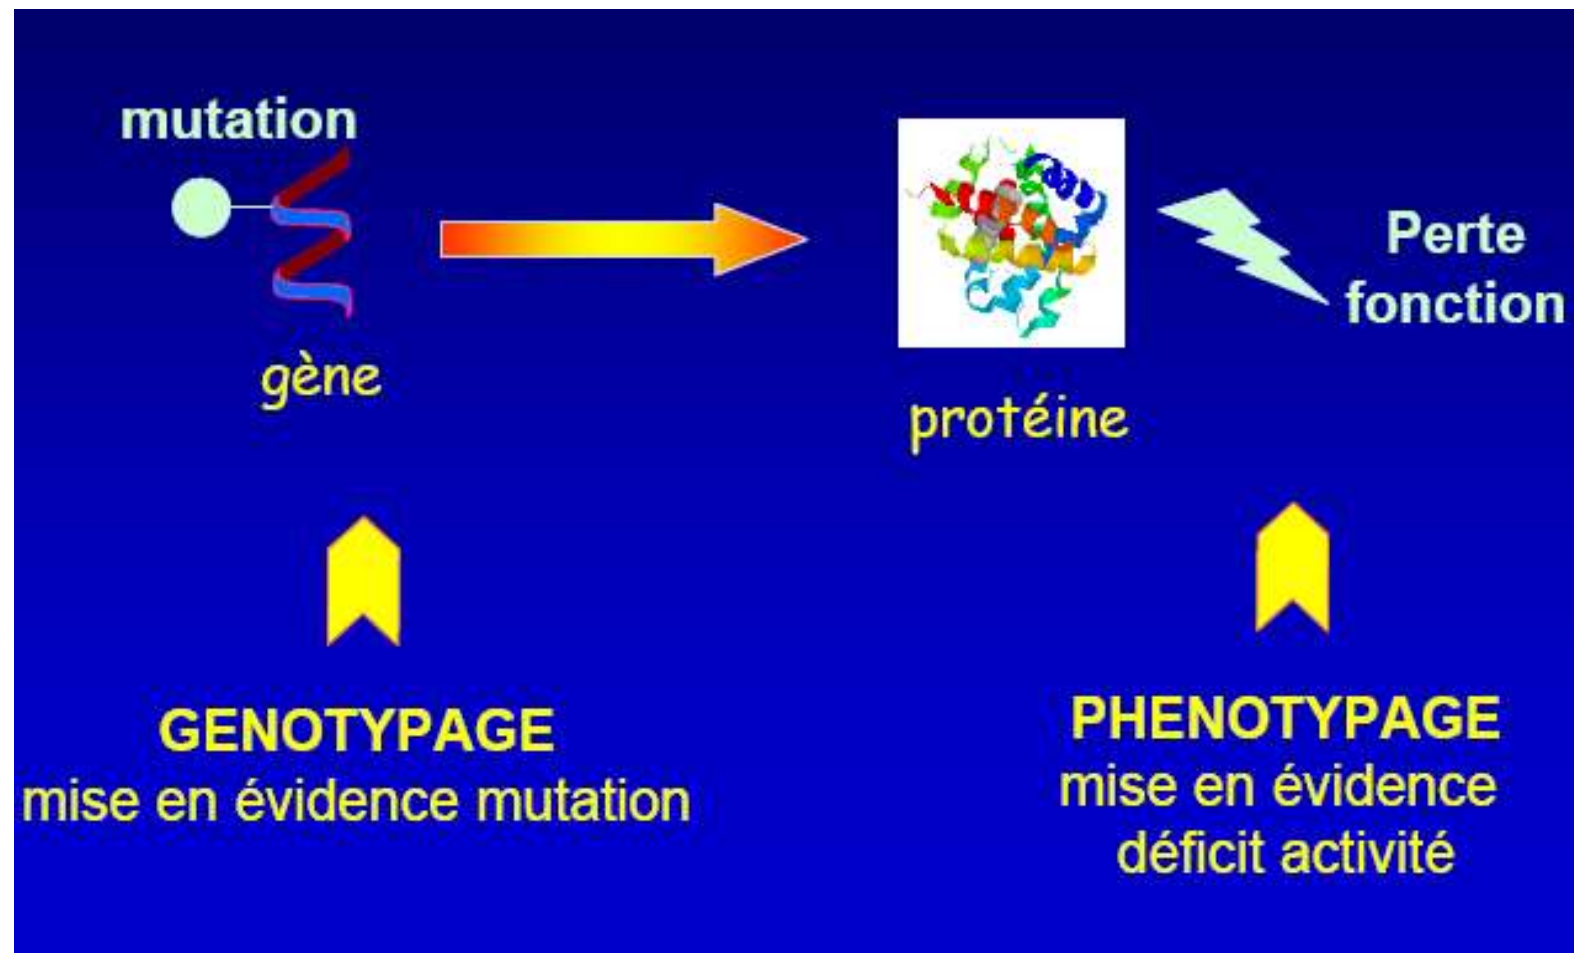 mutation
gène
Perte
fonction
protéine
GENOTYPAGE
mise en évidence mutation
PHENOTYPAGE
mise en évidence
déficit activité